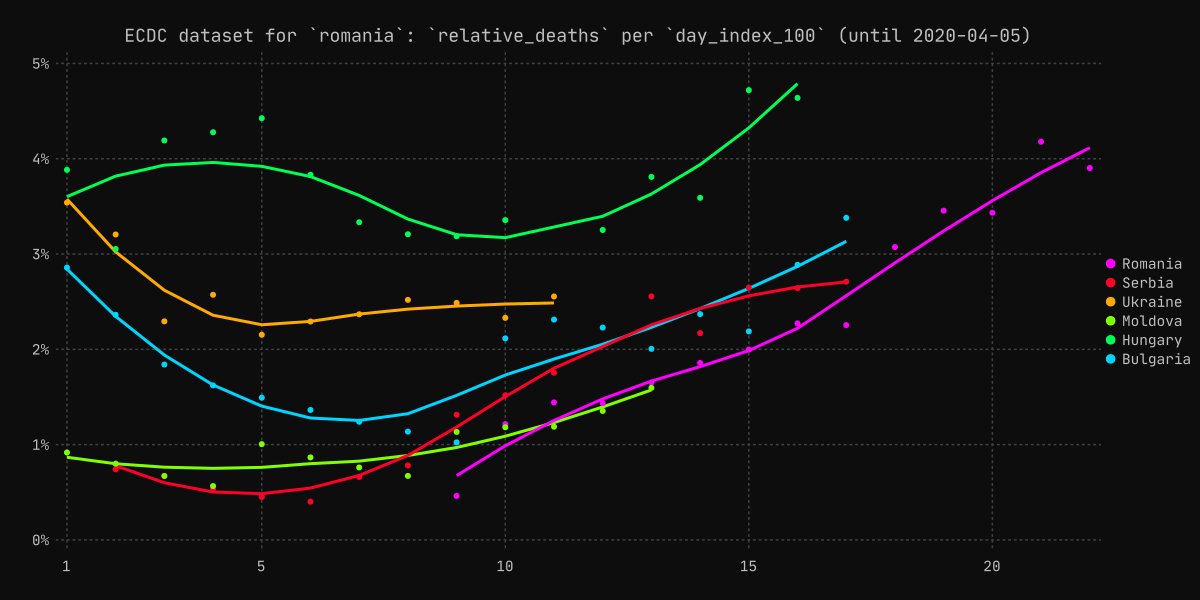 ECDC dataset for `romania`: `relative_deaths` per `day_index_100` (until 2020-04-05)
5%
4%
3%
2%
1%
0%
1 5 10 15 20
Romania
Serbia
Ukraine
Moldova
Hungary
Bulgaria